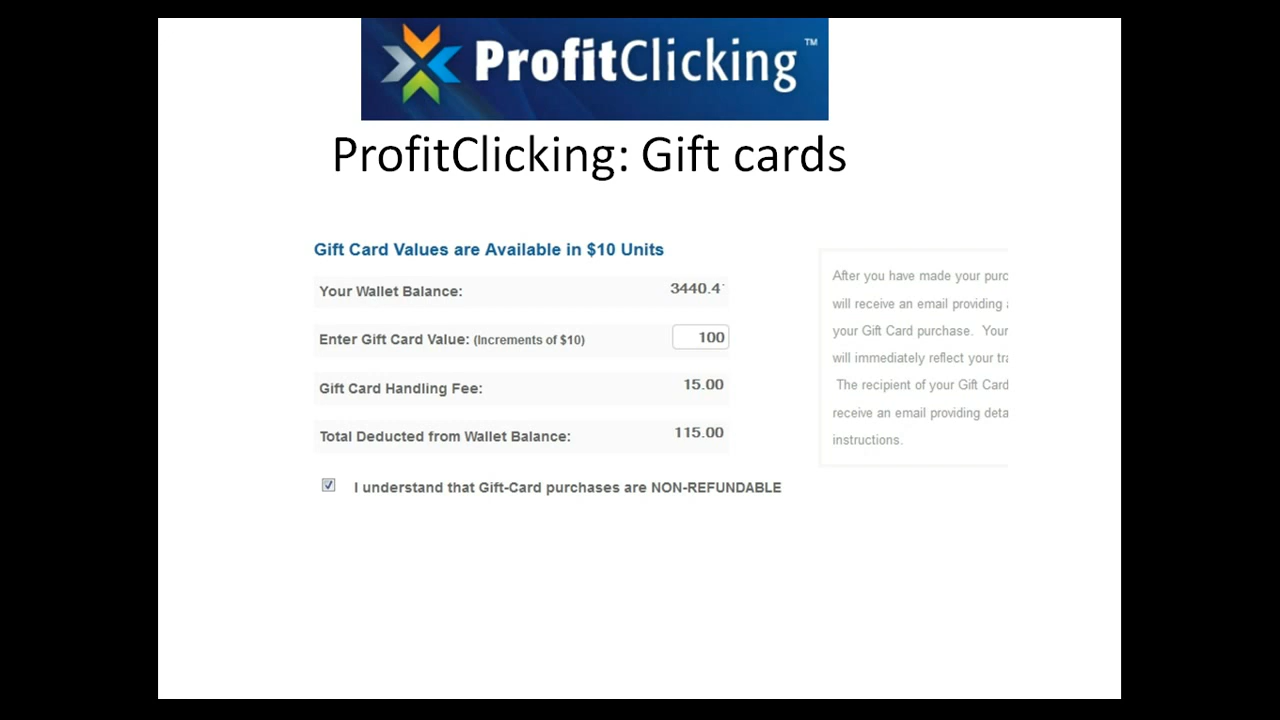 ProfitClicking™
ProfitClicking: Gift cards
Gift Card Values are Available in $10 Units
Your Wallet Balance: 3440.4
Enter Gift Card Value: (Increments of $10) 100
Gift Card Handling Fee: 15.00
Total Deducted from Wallet Balance: 115.00
I understand that Gift-Card purchases are NON-REFUNDABLE
After you have made your
will receive an email providing
your Gift Card purchase. Your
will immediately reflect your
The recipient of your Gift Card
receive an email providing
instructions.